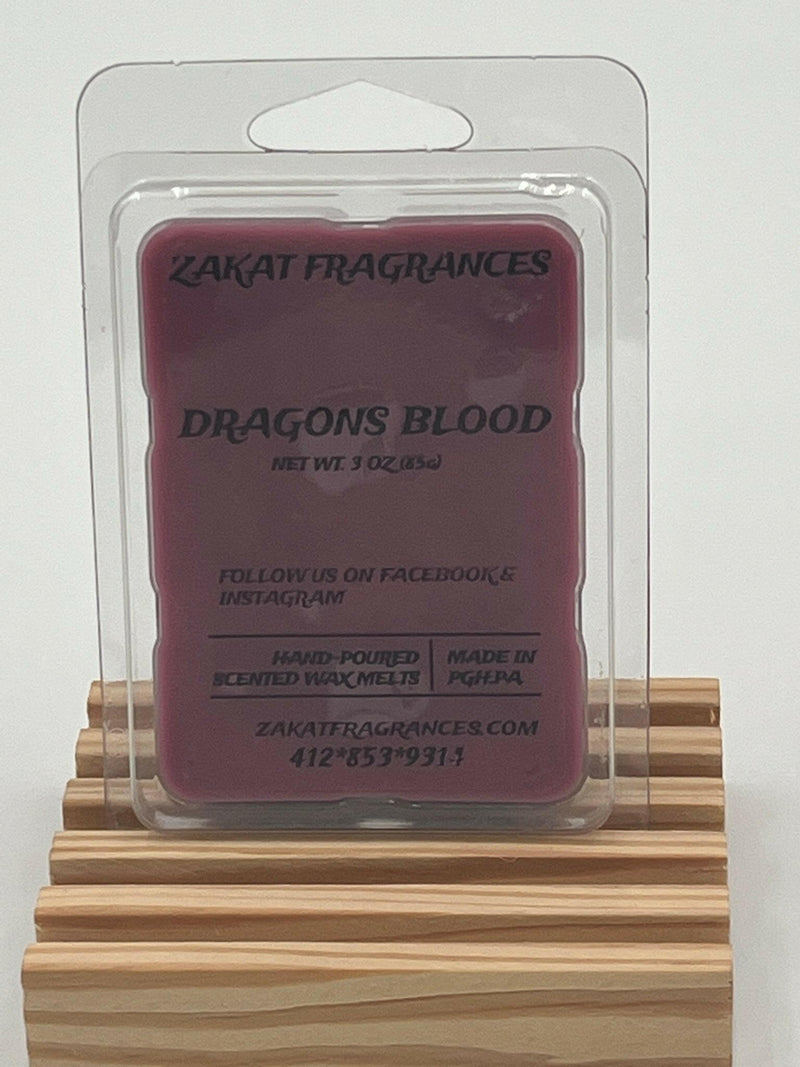 ZAKAT FRAGRANCES
DRAGONS BLOOD
NET WT. 3 OZ (85G)
FOLLOW US ON FACEBOOK &
INSTAGRAM
HAND-POURED
SCENTED WAX MELTS
MADE IN
PGH.PA
ZAKATFRAGRANCES.COM
412*853*9314